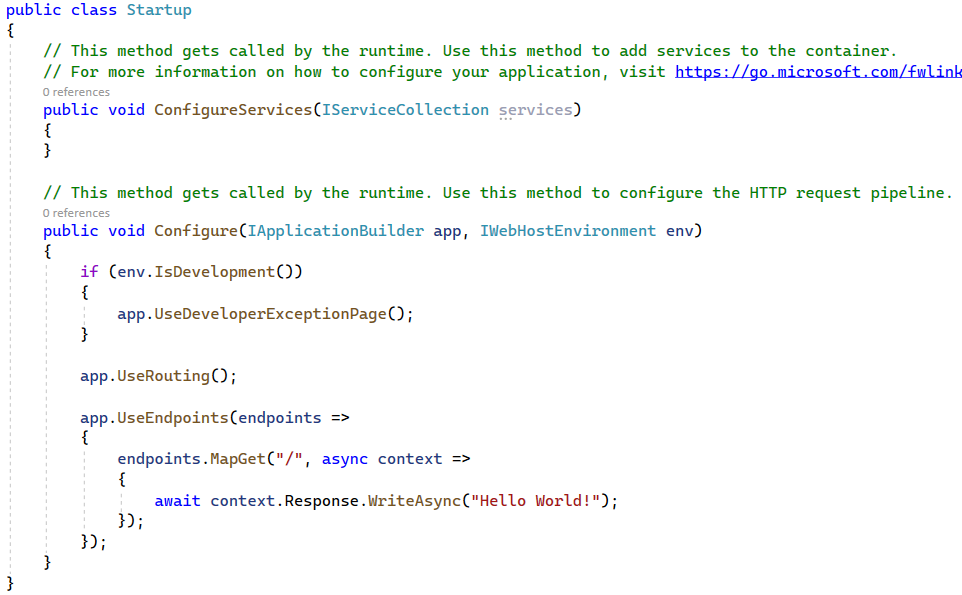 public class Startup
{
    // This method gets called by the runtime. Use this method to add services to the container.
    // For more information on how to configure your application, visit https://go.microsoft.com/fwlink
    0 references
    public void ConfigureServices(IServiceCollection services)
    {
    }

    // This method gets called by the runtime. Use this method to configure the HTTP request pipeline.
    0 references
    public void Configure(IApplicationBuilder app, IWebHostEnvironment env)
    {
        if (env.IsDevelopment())
        {
            app.UseDeveloperExceptionPage();
        }

        app.UseRouting();

        app.UseEndpoints(endpoints =>
        {
            endpoints.MapGet("/", async context =>
            {
                await context.Response.WriteAsync("Hello World!");
            });
        });
    }
}